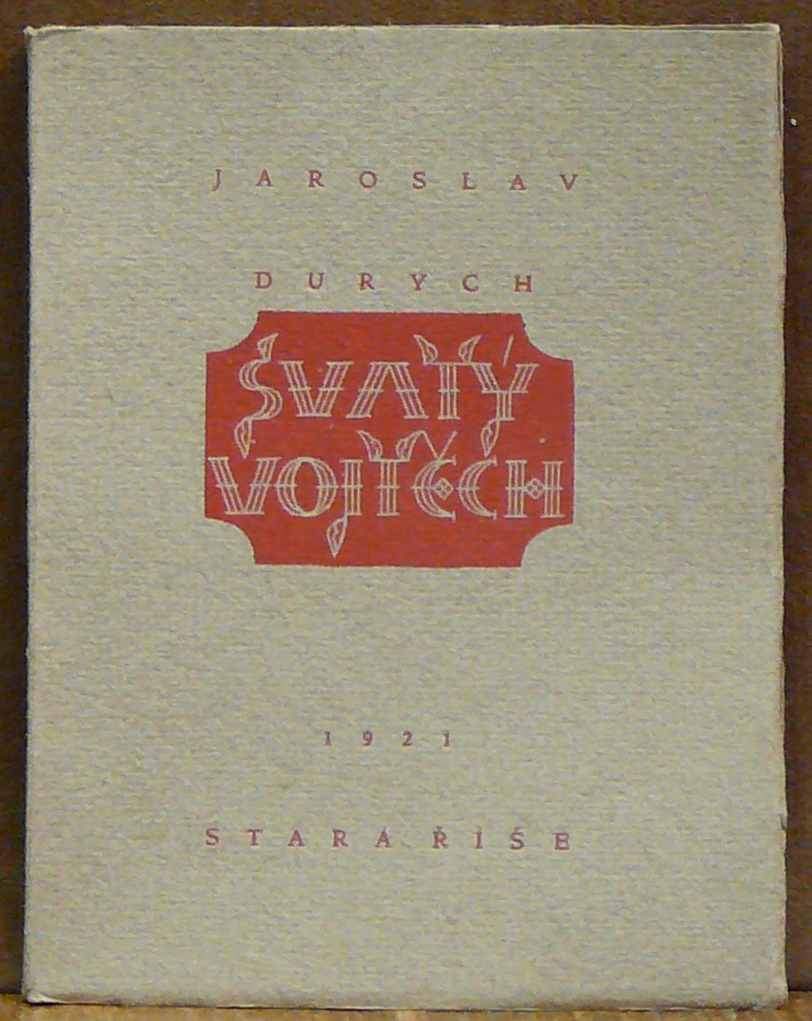 JAROSLAV
DURYCH
SVATÝ
VOJTĚCH
1921
STARÁ ŘÍŠE